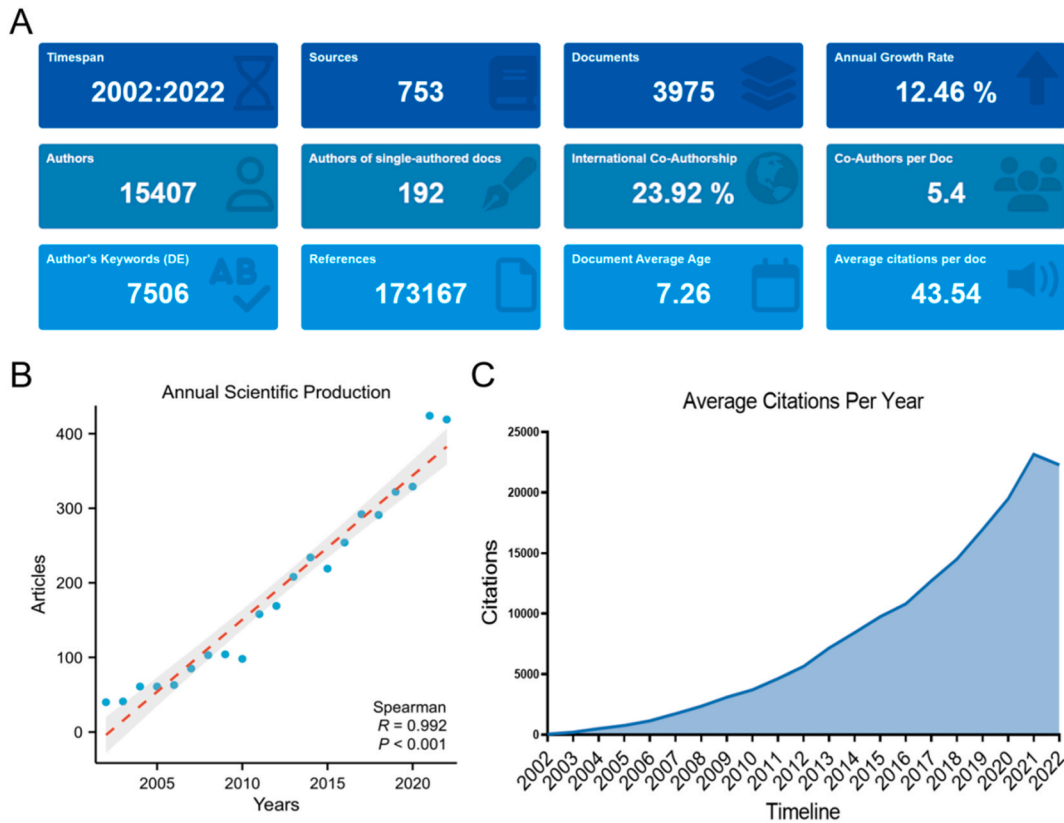 A
Timespan
2002:2022
Sources
753
Documents
3975
Annual Growth Rate
12.46 %
Authors
15407
Authors of single-authored docs
192
International Co-Authorship
23.92 %
Co-Authors per Doc
5.4
Author's Keywords (DE)
7506
AB
References
173167
Document Average Age
7.26
Average citations per doc
43.54
B
Annual Scientific Production
Articles
400
300
200
100
0
Spearman
R = 0.992
P < 0.001
2005 2010 2015 2020
Years
C
Average Citations Per Year
Citations
25000
20000
15000
10000
5000
0
2002 2003 2004 2005 2006 2007 2008 2009 2010 2011 2012 2013 2014 2015 2016 2017 2018 2019 2020 2021 2022
Timeline